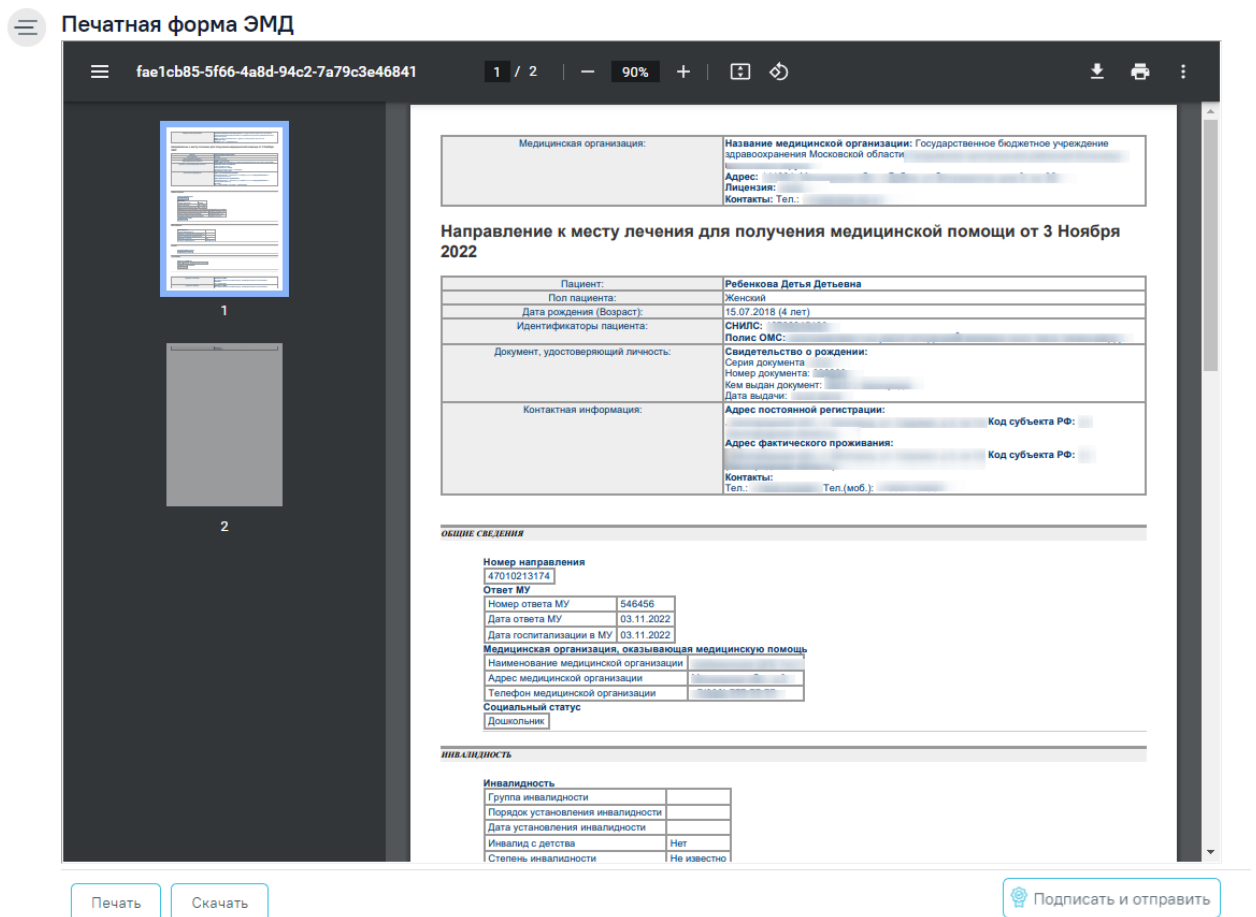 Печатная форма ЭМД
fae1cb85-5f66-4a8d-94c2-7a79c3e46841 1 / 2 90%
1
2
Медицинская организация: Название медицинской организации: Государственное бюджетное учреждение
здравоохранения Московской области
Адрес:
Лицензия:
Контакты: Тел.:
Направление к месту лечения для получения медицинской помощи от 3 Ноября
2022
Пациент: Ребенкова Детья Детьевна
Пол пациента: Женский
Дата рождения (Возраст): 15.07.2018 (4 лет)
Идентификаторы пациента: СНИЛС:
Полис ОМС:
Документ, удостоверяющий личность: Свидетельство о рождении:
Серия документа
Номер документа:
Кем выдан документ:
Дата выдачи:
Контактная информация: Адрес постоянной регистрации:
Код субъекта РФ:
Адрес фактического проживания:
Код субъекта РФ:
Контакты:
Тел.: Тел.(моб.):
ОБЩИЕ СВЕДЕНИЯ
Номер направления
47010213174
Ответ МУ
Номер ответа МУ 546456
Дата ответа МУ 03.11.2022
Дата госпитализации в МУ 03.11.2022
Медицинская организация, оказывающая медицинскую помощь
Наименование медицинской организации
Адрес медицинской организации
Телефон медицинской организации
Социальный статус
Дошкольник
ИНВАЛИДНОСТЬ
Инвалидность
Группа инвалидности
Порядок установления инвалидности
Дата установления инвалидности
Инвалид с детства Нет
Степень инвалидности Не известно
Печать Скачать Подписать и отправить